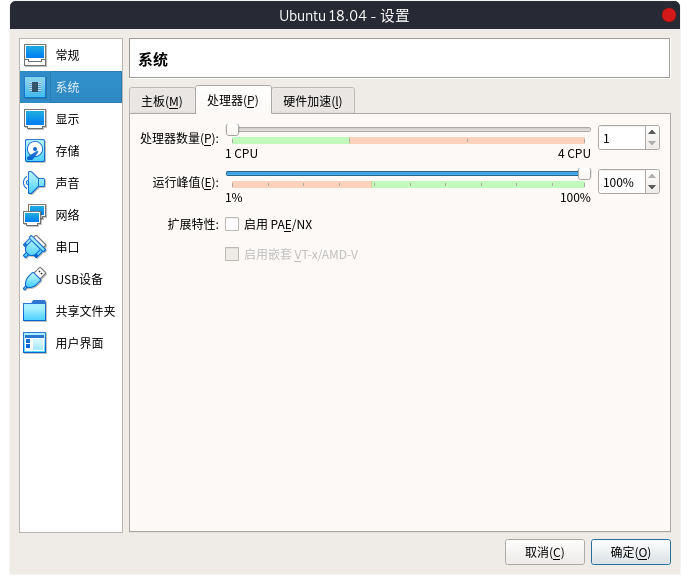 Ubuntu 18.04 - 设置
常规
系统
显示
存储
声音
网络
串口
USB设备
共享文件夹
用户界面
系统
主板(M) 处理器(P) 硬件加速(l)
处理器数量(P): 1
1 CPU 4 CPU
运行峰值(E): 100%
1% 100%
扩展特性: 启用 PAE/NX
启用嵌套 VT-x/AMD-V
取消(C) 确定(O)